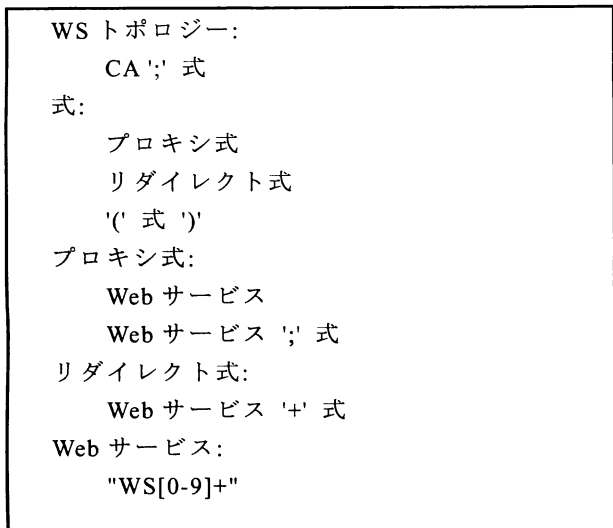 WS トポロジー:
CA ';' 式
式:
プロキシ式
リダイレクト式
'(' 式 ')'
プロキシ式:
Web サービス
Web サービス ';' 式
リダイレクト式:
Web サービス '+' 式
Web サービス:
"WS[0-9]+"